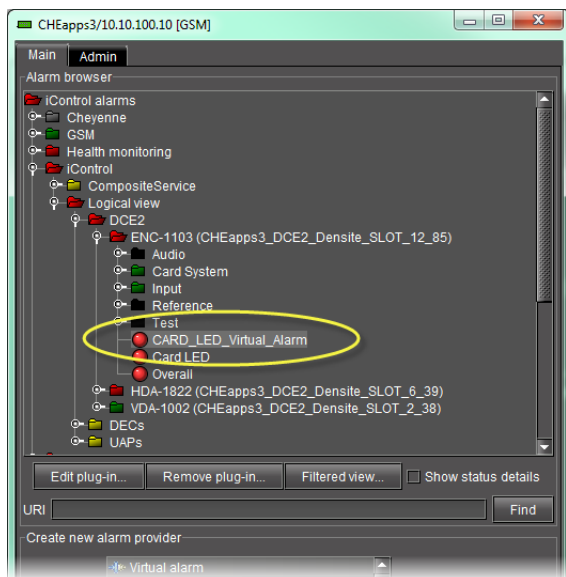 CHEapps3/10.10.100.10 [GSM]
Main Admin
Alarm browser
iControl alarms
Cheyenne
GSM
Health monitoring
iControl
CompositeService
Logical view
DCE2
ENC-1103 (CHEapps3_DCE2_Densite_SLOT_12_85)
Audio
Card System
Input
Reference
Test
CARD_LED_Virtual_Alarm
Card LED
Overall
HDA-1822 (CHEapps3_DCE2_Densite_SLOT_6_39)
VDA-1002 (CHEapps3_DCE2_Densite_SLOT_2_38)
DECs
UAPs
Edit plug-in... Remove plug-in... Filtered view... Show status details
URI Find
Create new alarm provider
Virtual alarm